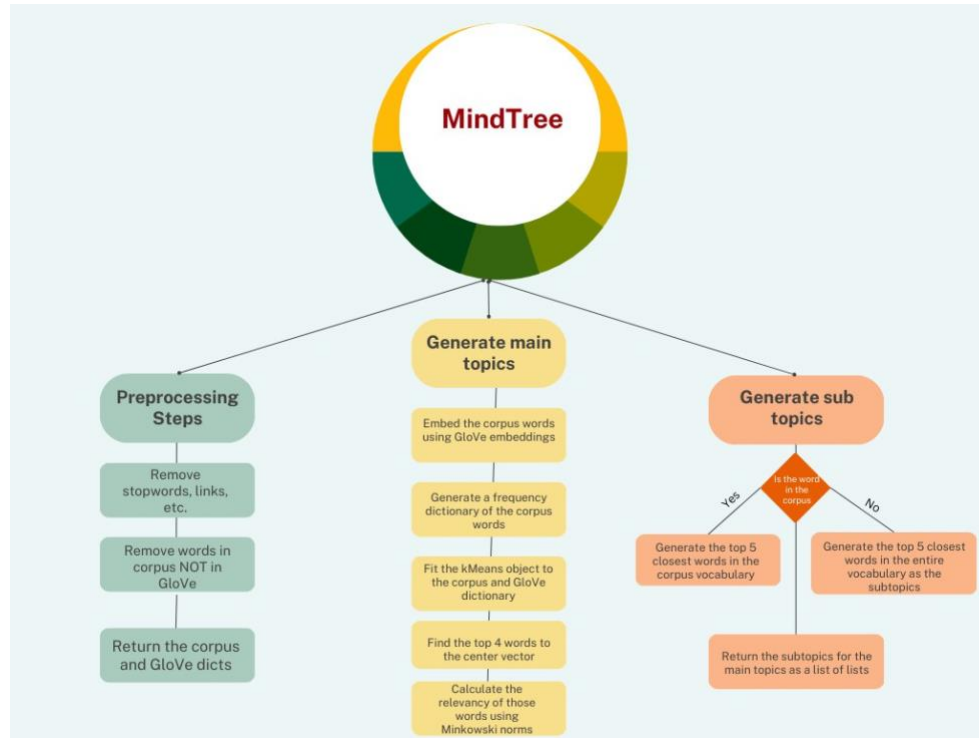 MindTree
Preprocessing
Steps
Remove
stopwords, links,
etc.
Remove words in
corpus NOT in
GloVe
Return the corpus
and GloVe dicts
Generate main
topics
Embed the corpus words
using GloVe embeddings
Generate a frequency
dictionary of the corpus
words
Fit the kMeans object to
the corpus and GloVe
dictionary
Find the top 4 words to
the center vector
Calculate the
relevancy of those
words using
Minkowski norms
Generate sub
topics
Is the word
in the
corpus
Yes
No
Generate the top 5
closest words in the
corpus vocabulary
Generate the top 5 closest
words in the entire
vocabulary as the
subtopics
Return the subtopics for the
main topics as a list of lists